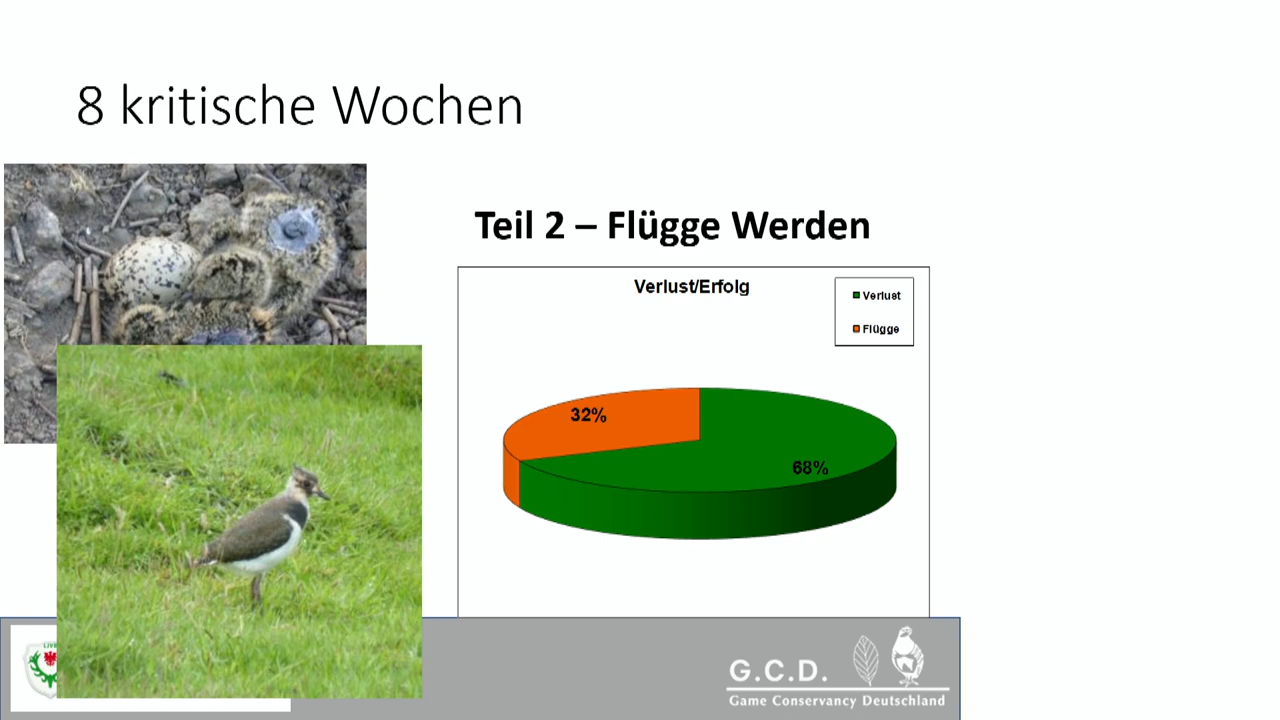 8 kritische Wochen
Teil 2 – Flügge Werden
Verlust/Erfolg
Verlust
Flügge
32%
68%
G.C.D.
Game Conservancy Deutschland